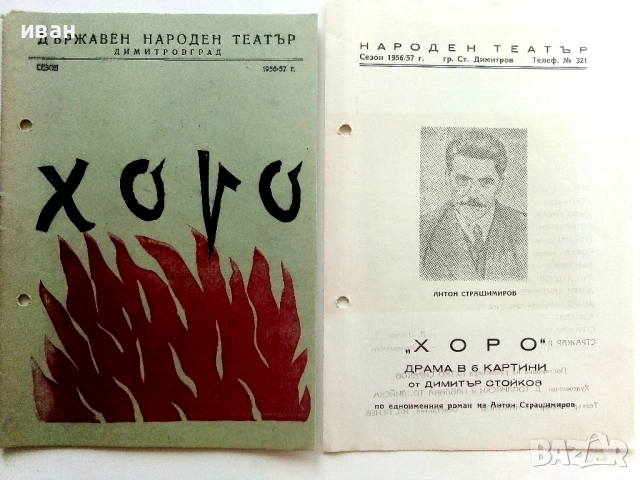 иван
ДЪРЖАВЕН НАРОДЕН ТЕАТЪР
ДИМИТРОВГРАД
СЕЗОН 1956-57 г.
ХОРО
НАРОДЕН ТЕАТЪР
Сезон 1956/57 г. гр. Ст. Димитров Телеф. № 321
АНТОН СТРАШИМИРОВ
„ХОРО"
ДРАМА В 6 КАРТИНИ
от ДИМИТЪР СТОЙКОВ
по едноименния роман на Антон Страшимиров
BAZAR